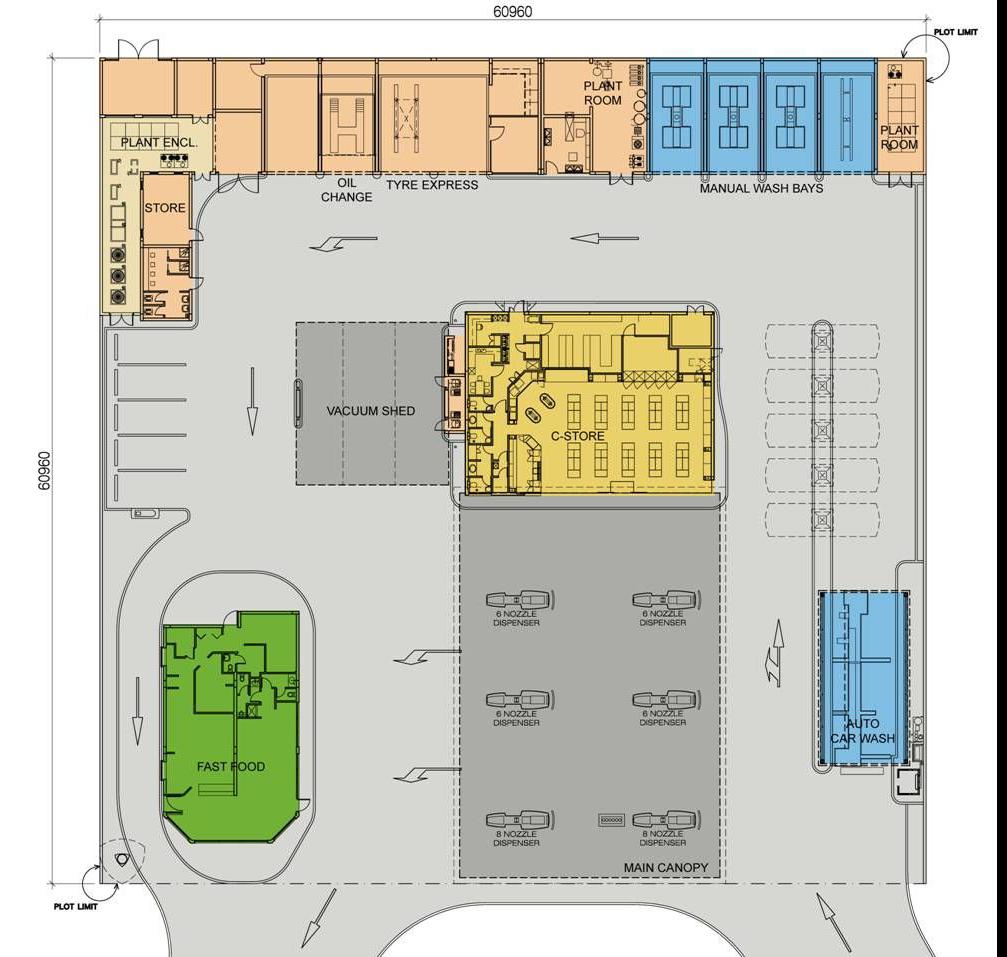 60960
PLOT LIMIT
PLANT
ROOM
PLANT ENCL.
PLANT
ROOM
OIL
CHANGE
TYRE EXPRESS
MANUAL WASH BAYS
STORE
VACUUM SHED
C-STORE
60960
6 NOZZLE
DISPENSER
6 NOZZLE
DISPENSER
6 NOZZLE
DISPENSER
6 NOZZLE
DISPENSER
AUTO
CAR WASH
FAST FOOD
8 NOZZLE
DISPENSER
8 NOZZLE
DISPENSER
MAIN CANOPY
PLOT LIMIT